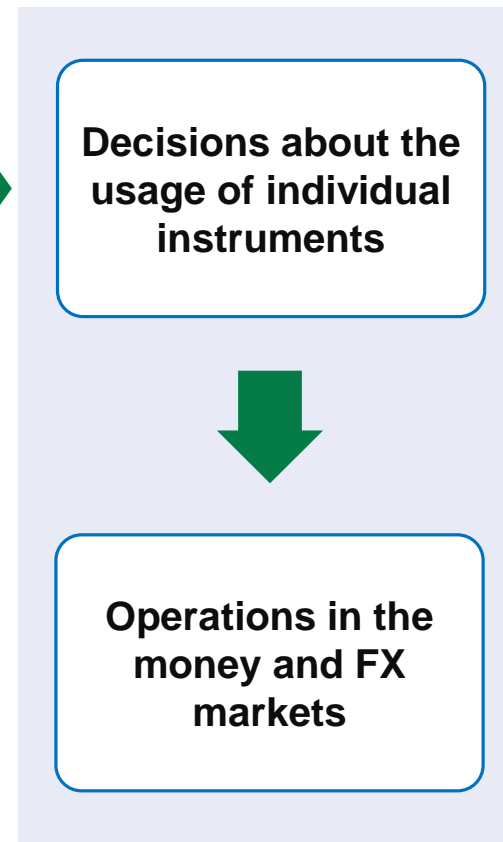 Decisions about the
usage of individual
instruments
Operations in the
money and FX
markets